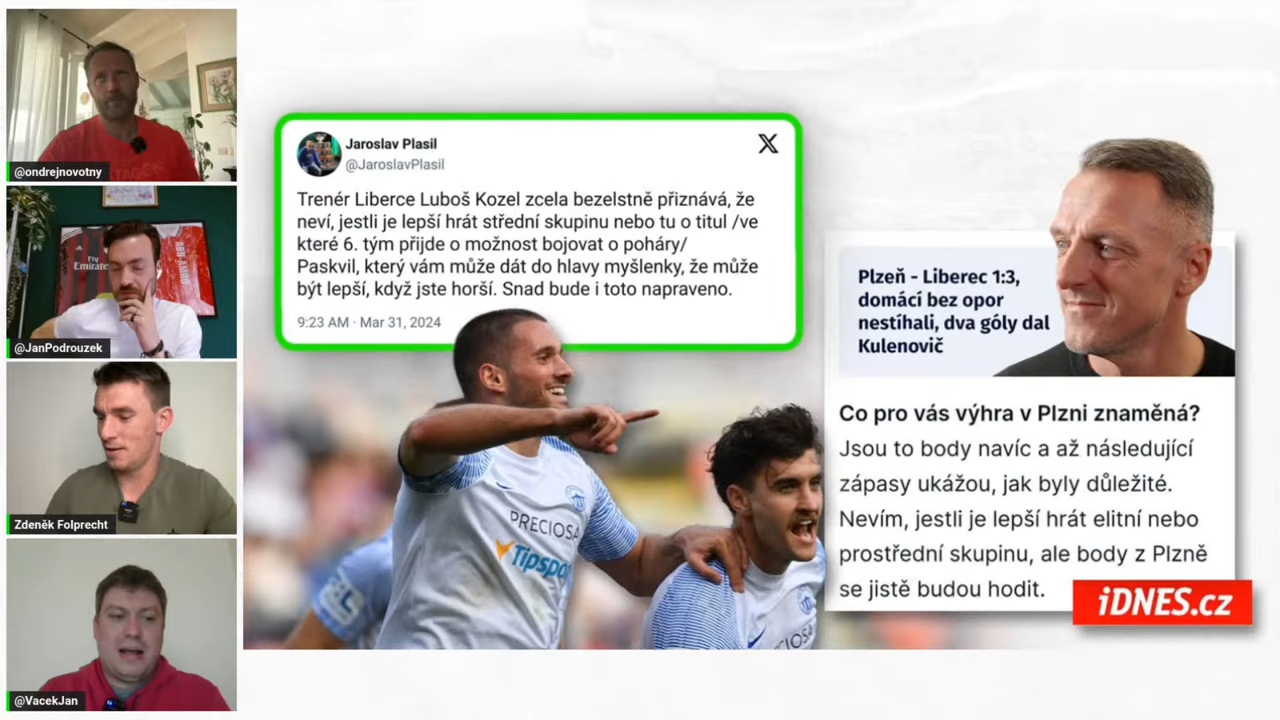 @ondrejnovotny
Fly
Emirate
@JanPodrouzek
Zdeněk Folprecht
@VacekJan
Jaroslav Plasil
@JaroslavPlasil
X
Trenér Liberce Luboš Kozel zcela bezelstně přiznává, že
neví, jestli je lepší hrát střední skupinu nebo tu o titul /ve
které 6. tým přijde o možnost bojovat o poháry/
Paskvil, který vám může dát do hlavy myšlenky, že může
být lepší, když jste horší. Snad bude i toto napraveno.
9:23 AM · Mar 31, 2024
PRECIOSA
Tipspo
Plzeň - Liberec 1:3,
domácí bez opor
nestíhali, dva góly dal
Kulenovič
Co pro vás výhra v Plzni znaměná?
Jsou to body navíc a až následující
zápasy ukážou, jak byly důležité.
Nevím, jestli je lepší hrát elitní nebo
prostřední skupinu, ale body z Plzně
se jistě budou hodit.
iDNES.cz